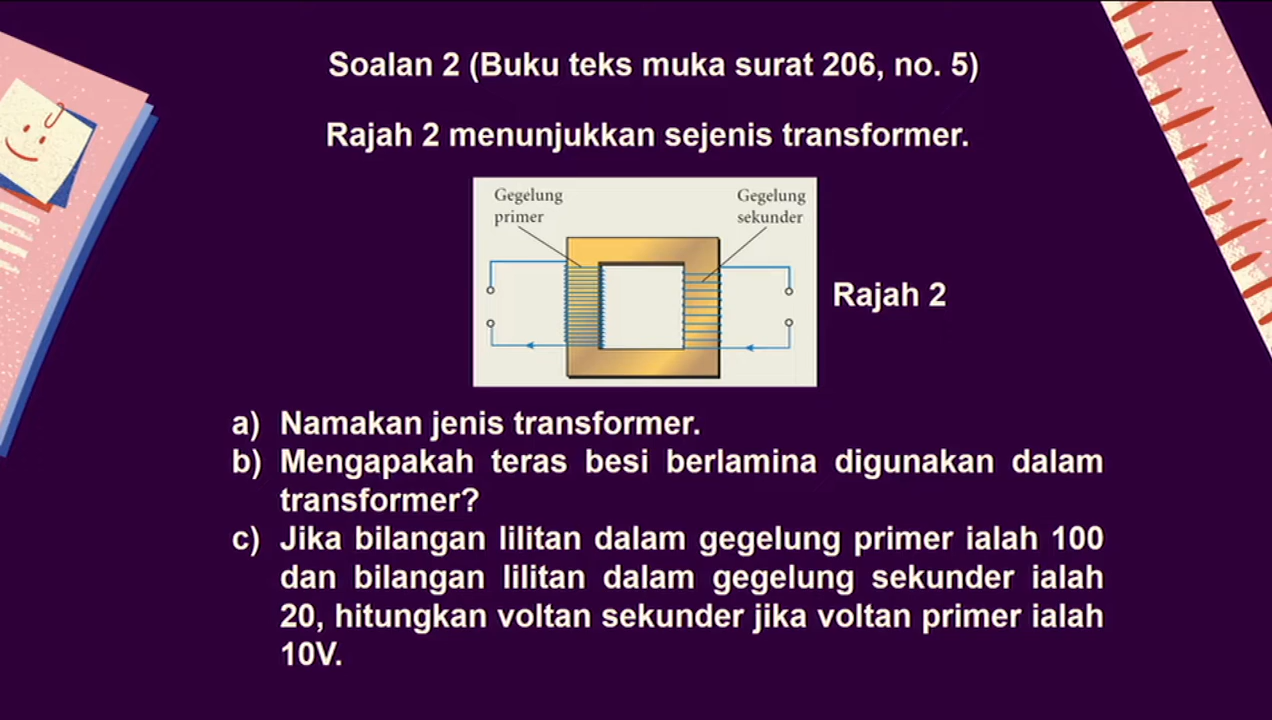 Soalan 2 (Buku teks muka surat 206, no. 5)
Rajah 2 menunjukkan sejenis transformer.
Gegelung
primer
Gegelung
sekunder
Rajah 2
a) Namakan jenis transformer.
b) Mengapakah teras besi berlamina digunakan dalam
transformer?
c) Jika bilangan lilitan dalam gegelung primer ialah 100
dan bilangan lilitan dalam gegelung sekunder ialah
20, hitungkan voltan sekunder jika voltan primer ialah
10V.